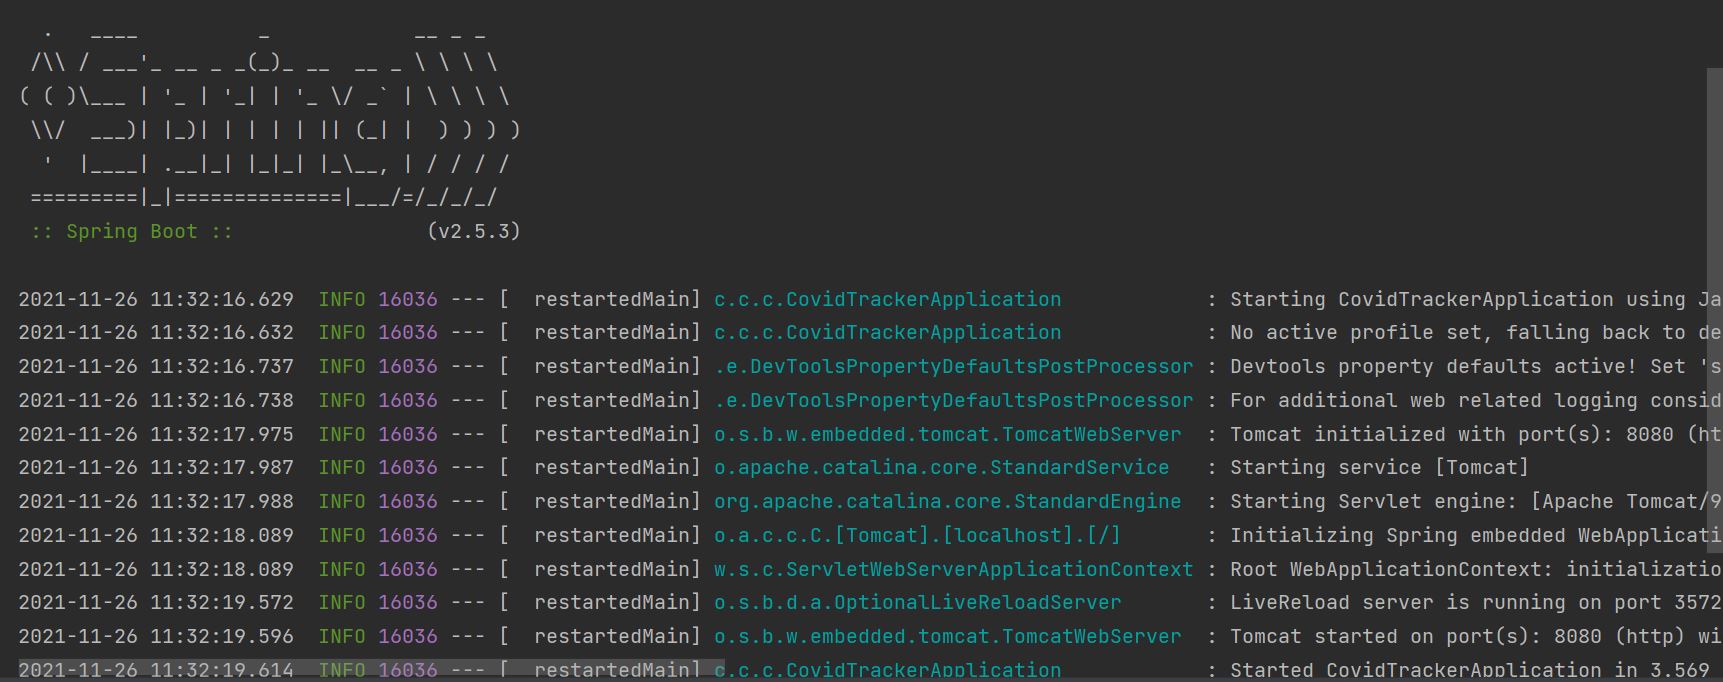 .   ____          _            __ _ _
 /\\ / ___'_ __ _ _(_)_ __  __ _ \ \ \ \
( ( )\___ | '_ | '_| | '_ \/ _` | \ \ \ \
 \\/  ___)| |_)| | | | | || (_| |  ) ) ) )
  '  |____| .__|_| |_|_| |_\__, | / / / /
 =========|_|==============|___/=/_/_/_/
 :: Spring Boot ::                (v2.5.3)
2021-11-26 11:32:16.629  INFO 16036 --- [  restartedMain] c.c.c.CovidTrackerApplication            : Starting CovidTrackerApplication using Ja
2021-11-26 11:32:16.632  INFO 16036 --- [  restartedMain] c.c.c.CovidTrackerApplication            : No active profile set, falling back to de
2021-11-26 11:32:16.737  INFO 16036 --- [  restartedMain] .e.DevToolsPropertyDefaultsPostProcessor : Devtools property defaults active! Set 's
2021-11-26 11:32:16.738  INFO 16036 --- [  restartedMain] .e.DevToolsPropertyDefaultsPostProcessor : For additional web related logging consid
2021-11-26 11:32:17.975  INFO 16036 --- [  restartedMain] o.s.b.w.embedded.tomcat.TomcatWebServer  : Tomcat initialized with port(s): 8080 (ht
2021-11-26 11:32:17.987  INFO 16036 --- [  restartedMain] o.apache.catalina.core.StandardService   : Starting service [Tomcat]
2021-11-26 11:32:17.988  INFO 16036 --- [  restartedMain] org.apache.catalina.core.StandardEngine  : Starting Servlet engine: [Apache Tomcat/9
2021-11-26 11:32:18.089  INFO 16036 --- [  restartedMain] o.a.c.c.C.[Tomcat].[localhost].[/]       : Initializing Spring embedded WebApplicati
2021-11-26 11:32:18.089  INFO 16036 --- [  restartedMain] w.s.c.ServletWebServerApplicationContext : Root WebApplicationContext: initializatio
2021-11-26 11:32:19.572  INFO 16036 --- [  restartedMain] o.s.b.d.a.OptionalLiveReloadServer       : LiveReload server is running on port 3572
2021-11-26 11:32:19.596  INFO 16036 --- [  restartedMain] o.s.b.w.embedded.tomcat.TomcatWebServer  : Tomcat started on port(s): 8080 (http) wi
2021-11-26 11:32:19.614  INFO 16036 --- [  restartedMain] c.c.c.CovidTrackerApplication            : Started CovidTrackerApplication in 3.569